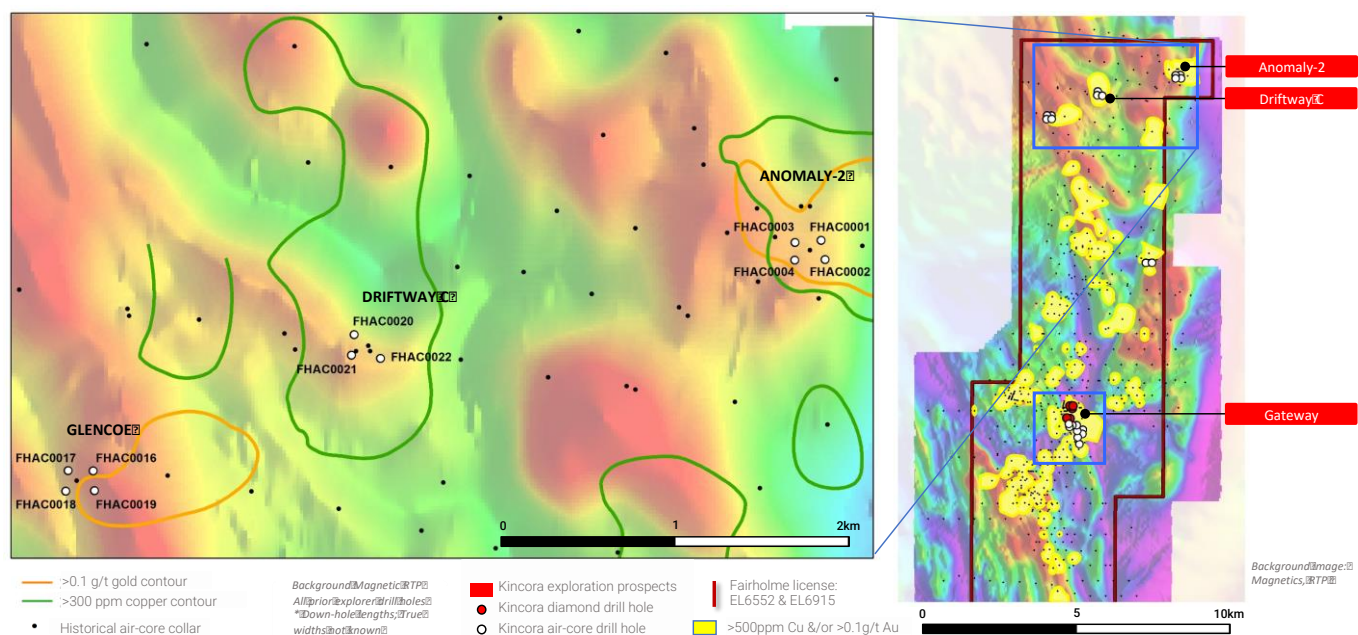 ANOMALY-2
FHAC0003
FHAC0001
FHAC0004
FHAC0002
DRIFTWAY C
FHAC0020
FHAC0022
FHAC0021
GLENCOE
FHAC0017
FHAC0016
FHAC0018
FHAC0019
0
1
2km
Anomaly-2
Driftway C
Gateway
>0.1 g/t gold contour
>300 ppm copper contour
Historical air-core collar
Background Magnetic RTP
All prior explorer drill holes
* Down-hole lengths; True
widths not known
Kincora exploration prospects
Kincora diamond drill hole
Kincora air-core drill hole
Fairholme license:
EL6552 & EL6915
>500ppm Cu &/or >0.1g/t Au
Background image:
Magnetics, RTP
0
5
10km